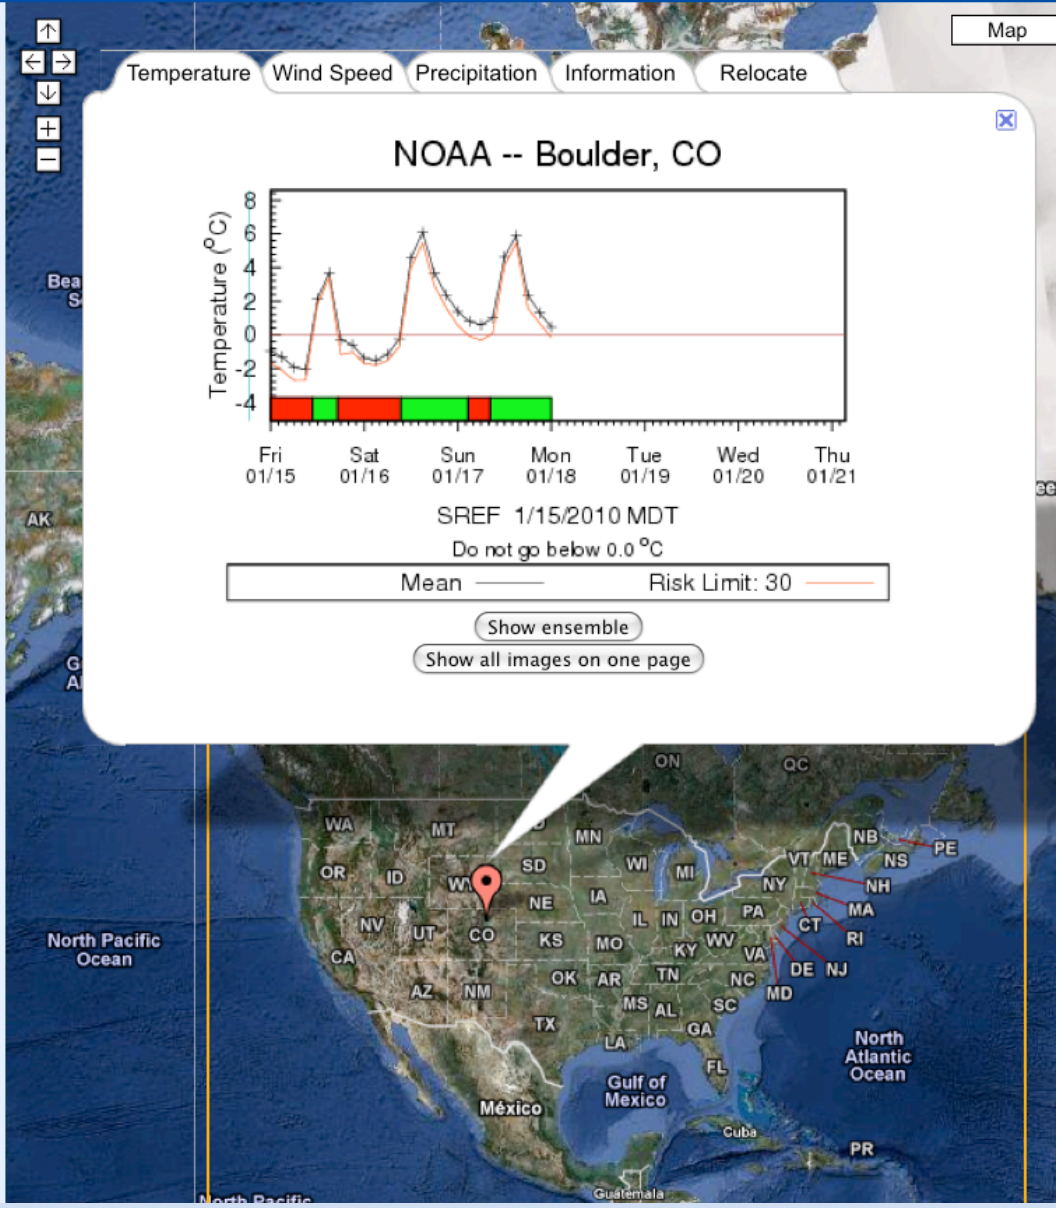 Map
Temperature Wind Speed Precipitation Information Relocate
NOAA -- Boulder, CO
Temperature (°C)
8
6
4
2
0
-2
-4
Fri Sat Sun Mon Tue Wed Thu
01/15 01/16 01/17 01/18 01/19 01/20 01/21
SREF 1/15/2010 MDT
Do not go below 0.0 °C
Mean Risk Limit: 30
Show ensemble
Show all images on one page
AK
ON QC
WA MT MN NB PE
OR ID SD WI MI VT ME NS
WY NE IA NY NH
NV UT CO IL IN OH PA MA
CT RI
CA KS MO KY WV VA
DE NJ
AZ NM OK AR TN NC MD
TX MS AL SC
LA GA
FL
North Pacific
Ocean
North
Atlantic
Ocean
Gulf of
Mexico
México
Cuba
PR
Guatemala
North Pacific